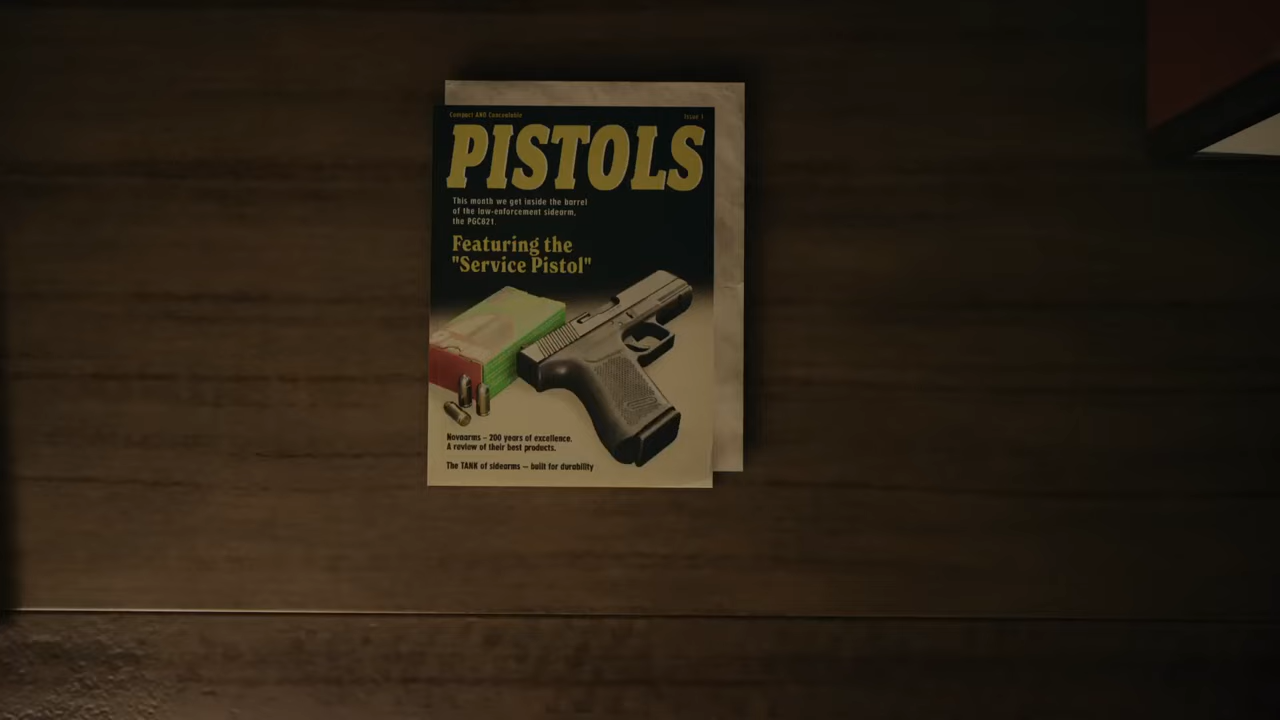 Compact AND Concealable
Issue 1
PISTOLS
This month we get inside the barrel
of the law-enforcement sidearm,
the PGC821.
Featuring the
"Service Pistol"
Novaarms – 200 years of excellence.
A review of their best products.
The TANK of sidearms – built for durability